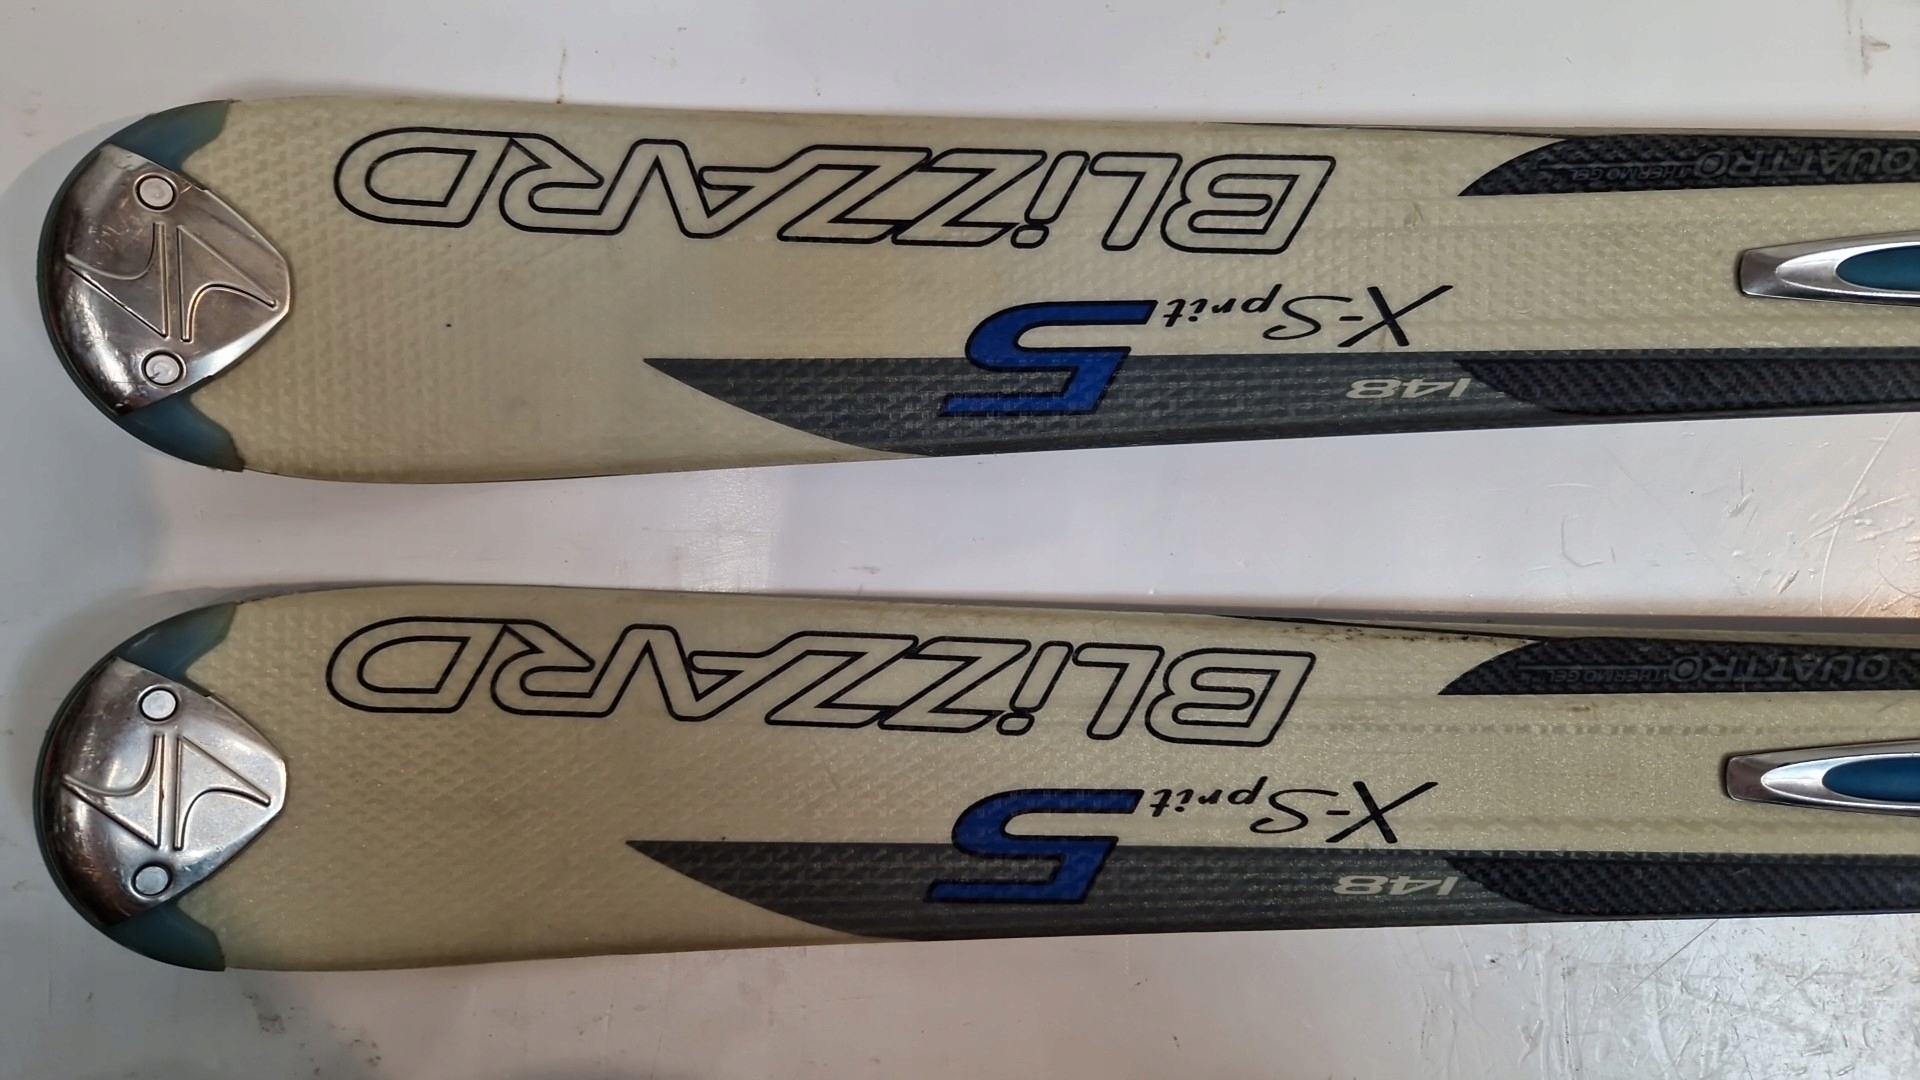 BLiZZARD
X-Sprit 5
148
QUATTRO
THERMO GEL
BLiZZARD
X-Sprit 5
148
QUATTRO
THERMO GEL